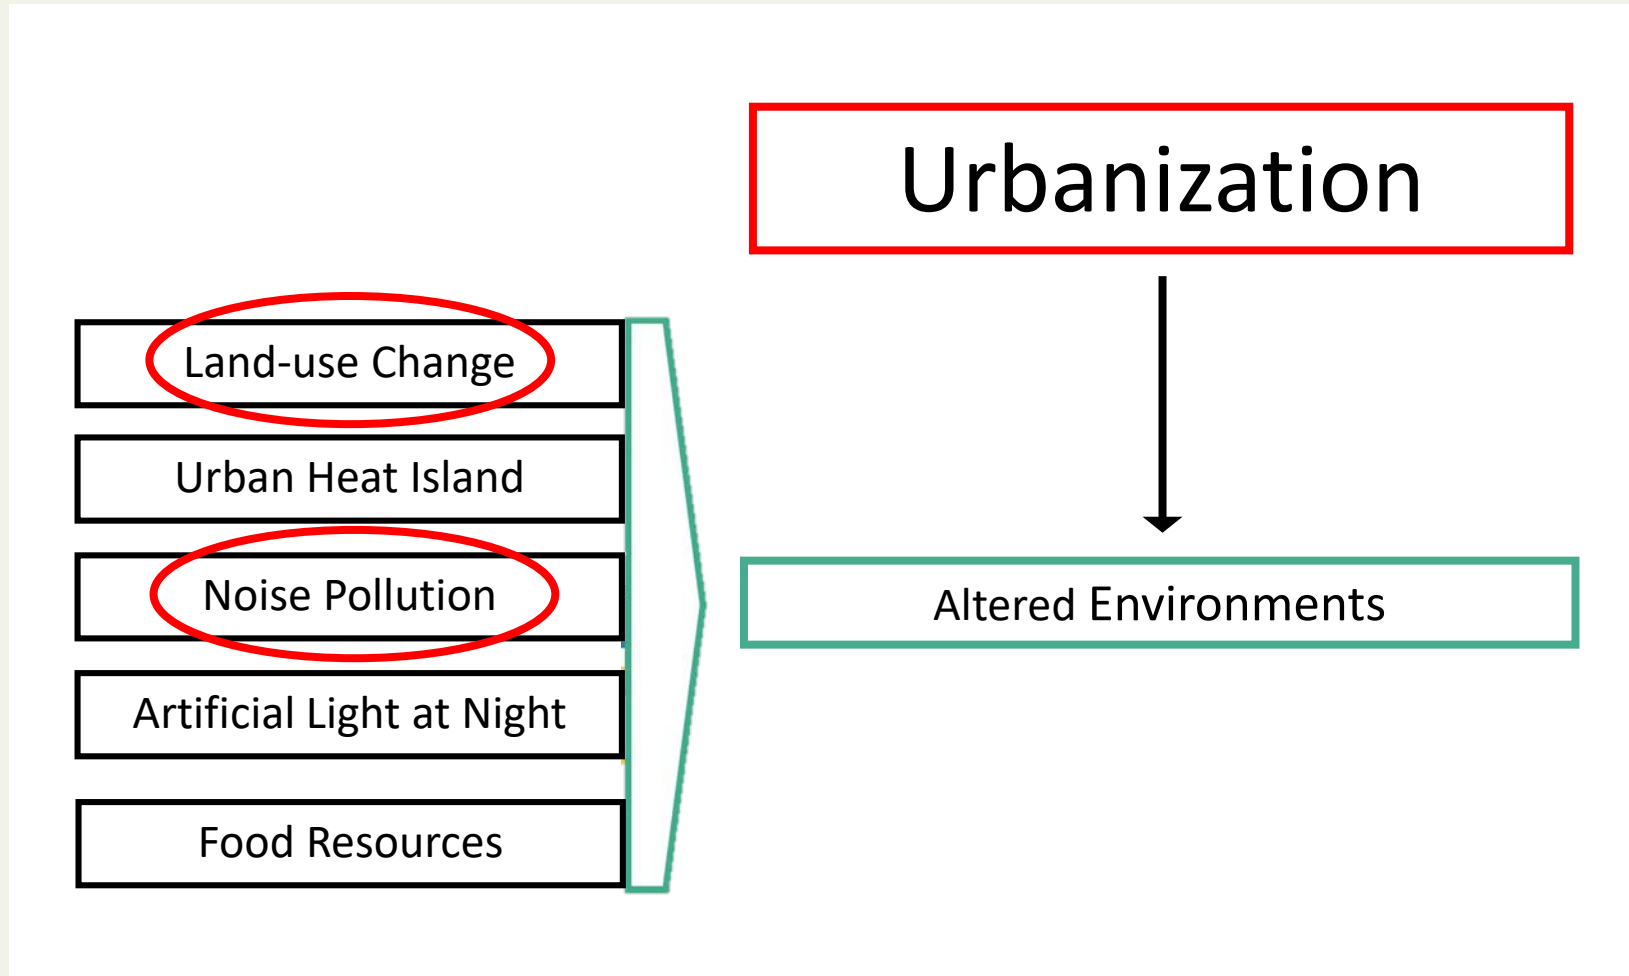 Urbanization
Land-use Change
Urban Heat Island
Noise Pollution
Altered Environments
Artificial Light at Night
Food Resources